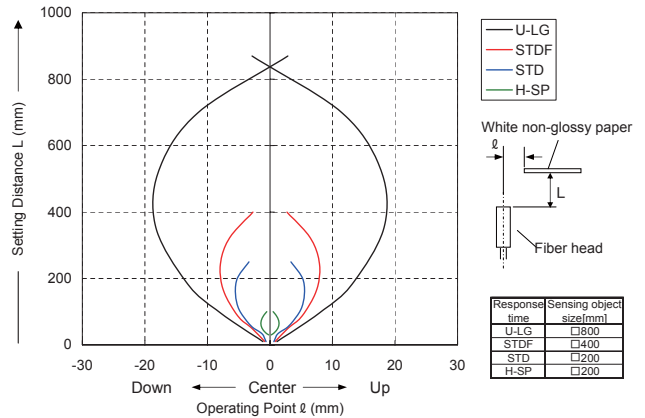 1000
800
600
400
200
0
Setting Distance L (mm)
-30 -20 -10 0 10 20 30
Down Center Up
Operating Point ℓ (mm)
U-LG
STDF
STD
H-SP
White non-glossy paper
ℓ
L
Fiber head
Response time Sensing object size[mm]
U-LG □800
STDF □400
STD □200
H-SP □200